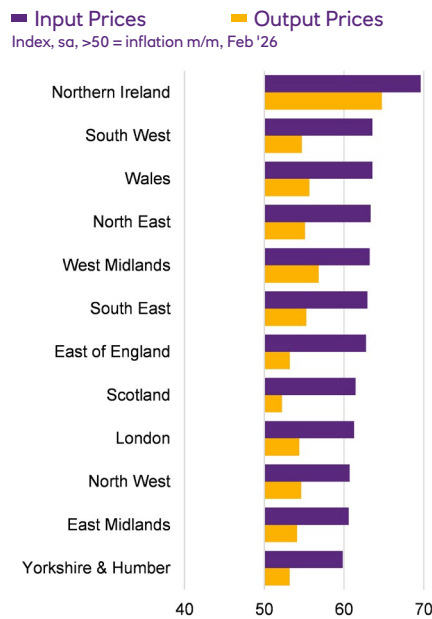 Input Prices Output Prices
Index, sa, >50 = inflation m/m, Feb '26
Northern Ireland
South West
Wales
North East
West Midlands
South East
East of England
Scotland
London
North West
East Midlands
Yorkshire & Humber
40 50 60 70